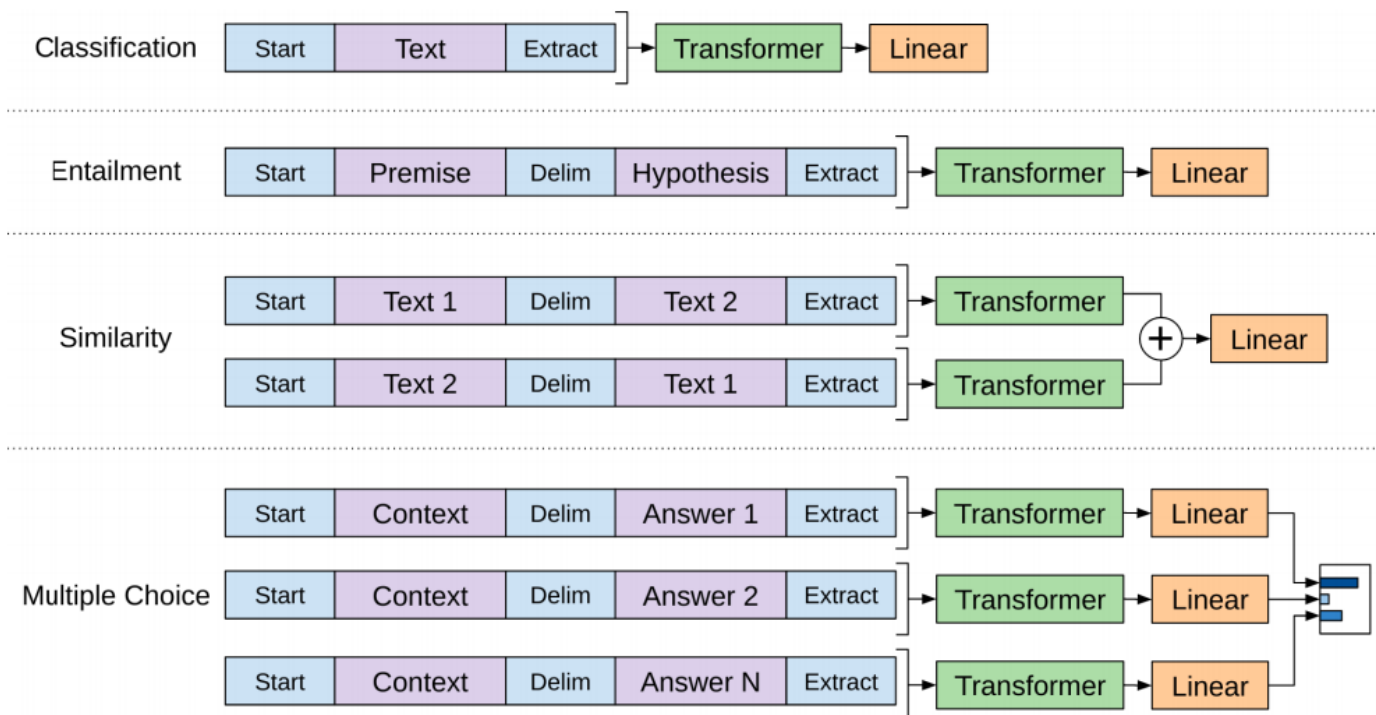 Classification Start Text Extract Transformer Linear
Entailment Start Premise Delim Hypothesis Extract Transformer Linear
Start Text 1 Delim Text 2 Extract Transformer
Similarity + Linear
Start Text 2 Delim Text 1 Extract Transformer
Start Context Delim Answer 1 Extract Transformer Linear
Multiple Choice Start Context Delim Answer 2 Extract Transformer Linear
Start Context Delim Answer N Extract Transformer Linear